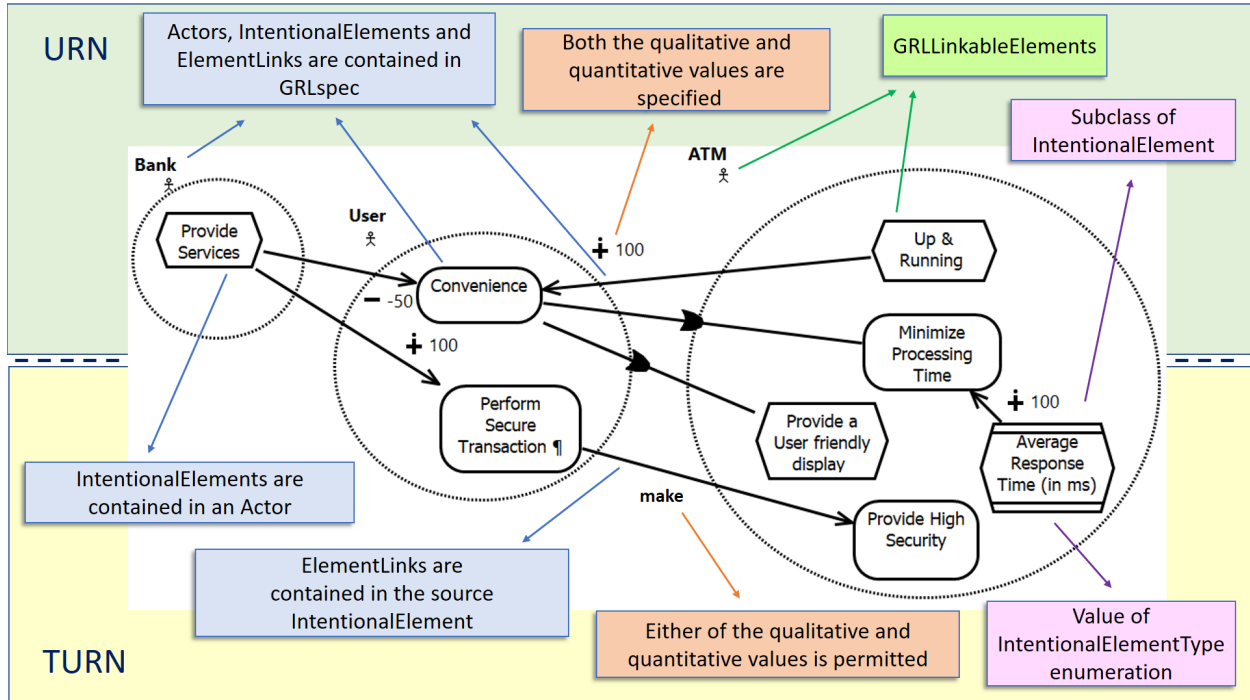 URN
Actors, IntentionalElements and
ElementLinks are contained in
GRLspec
Both the qualitative and
quantitative values are
specified
GRLLinkableElements
Subclass of
IntentionalElement
Bank
ATM
User
Provide
Services
Convenience
100
Up &
Running
-50
100
Minimize
Processing
Time
Perform
Secure
Transaction ¶
Provide a
User friendly
display
100
Average
Response
Time (in ms)
make
Provide High
Security
IntentionalElements are
contained in an Actor
ElementLinks are
contained in the source
IntentionalElement
Either of the qualitative and
quantitative values is permitted
Value of
IntentionalElementType
enumeration
TURN